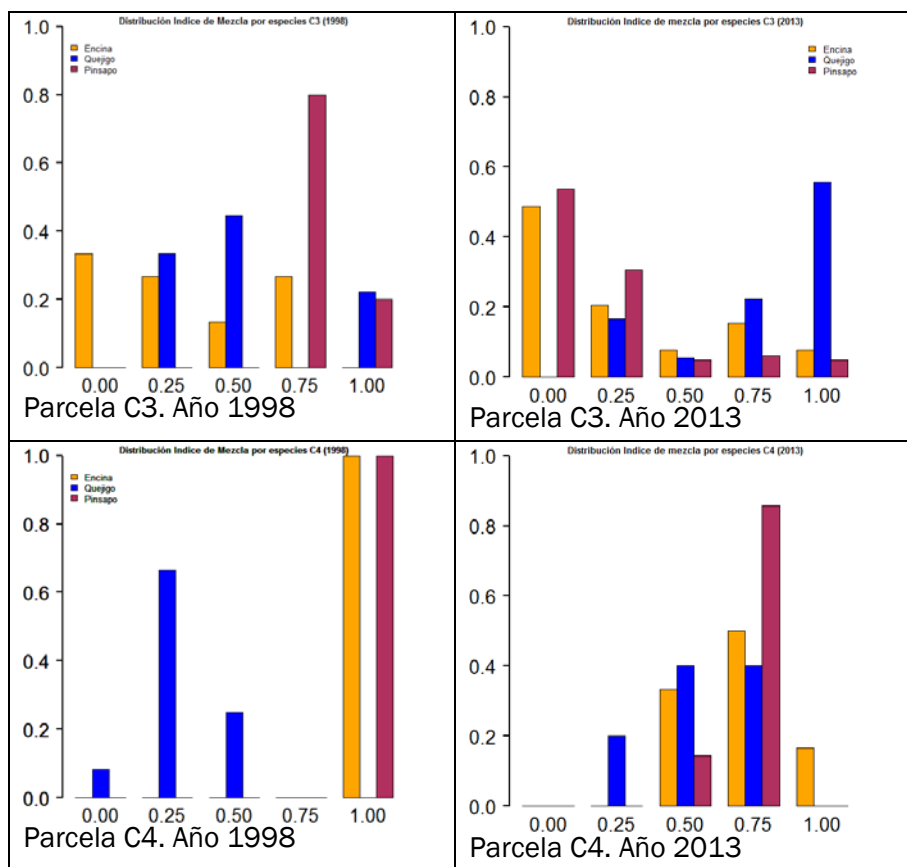 Distribución Indice de Mezcla por especies C3 (1998)
1.0
0.8
0.6
0.4
0.2
0.0
Encina
Quejigo
Pinsapo
0.00 0.25 0.50 0.75 1.00
Parcela C3. Año 1998
Distribución Indice de mezcla por especies C3 (2013)
1.0
0.8
0.6
0.4
0.2
0.0
Encina
Quejigo
Pinsapo
0.00 0.25 0.50 0.75 1.00
Parcela C3. Año 2013
Distribución Indice de Mezcla por especies C4 (1998)
1.0
0.8
0.6
0.4
0.2
0.0
Encina
Quejigo
Pinsapo
0.00 0.25 0.50 0.75 1.00
Parcela C4. Año 1998
Distribución Indice de mezcla por especies C4 (2013)
1.0
0.8
0.6
0.4
0.2
0.0
0.00 0.25 0.50 0.75 1.00
Parcela C4. Año 2013